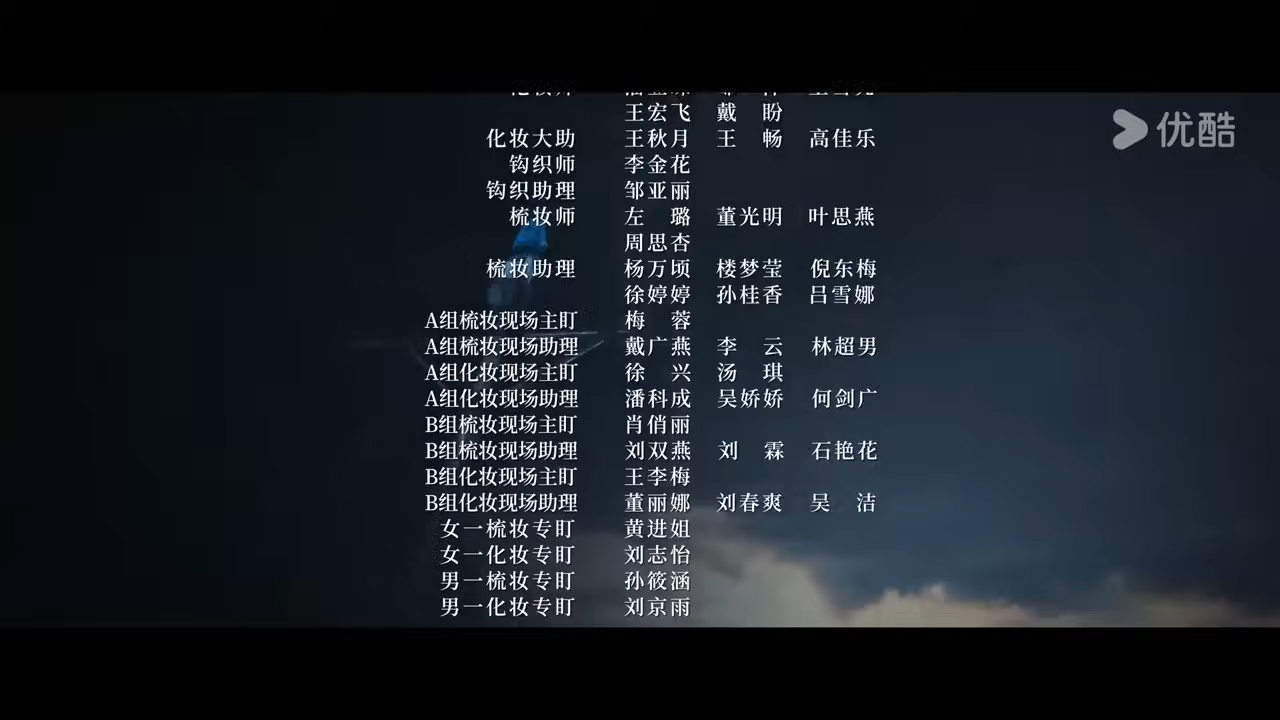 王宏飞 戴 盼
优酷
化妆大助 王秋月 王 畅 高佳乐
钩织师 李金花
钩织助理 邹亚丽
梳妆师 左 璐 董光明 叶思燕
周思杏
梳妆助理 杨万顷 楼梦莹 倪东梅
徐婷婷 孙桂香 吕雪娜
A组梳妆现场主盯 梅 蓉
A组梳妆现场助理 戴广燕 李 云 林超男
A组化妆现场主盯 徐 兴 汤 琪
A组化妆现场助理 潘科成 吴娇娇 何剑广
B组梳妆现场主盯 肖俏丽
B组梳妆现场助理 刘双燕 刘 霖 石艳花
B组化妆现场主盯 王李梅
B组化妆现场助理 董丽娜 刘春爽 吴 洁
女一梳妆专盯 黄进姐
女一化妆专盯 刘志怡
男一梳妆专盯 孙筱涵
男一化妆专盯 刘京雨